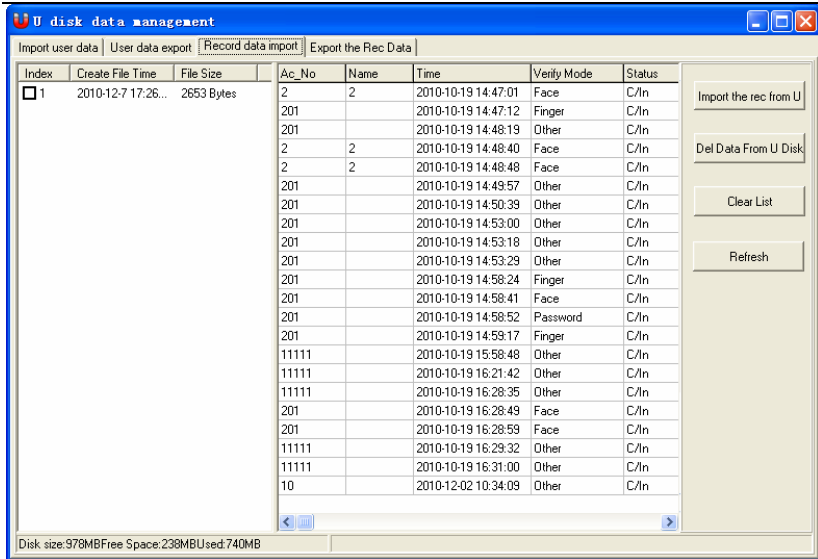 U disk data management
Import user data User data export Record data import Export the Rec Data
Index Create File Time File Size Ac_No Name Time Verify Mode Status
1 2010-12-7 17:26... 2653 Bytes 2 2 2010-10-19 14:47:01 Face C/In
201 2010-10-19 14:47:12 Finger C/In
Import the rec from U
201 2010-10-19 14:48:19 Other C/In
2 2 2010-10-19 14:48:40 Face C/In
Del Data From U Disk
2 2 2010-10-19 14:48:48 Face C/In
201 2010-10-19 14:49:57 Other C/In
201 2010-10-19 14:50:39 Other C/In
Clear List
201 2010-10-19 14:53:00 Other C/In
201 2010-10-19 14:53:18 Other C/In
201 2010-10-19 14:53:29 Other C/In
Refresh
201 2010-10-19 14:58:24 Finger C/In
201 2010-10-19 14:58:41 Face C/In
201 2010-10-19 14:58:52 Password C/In
201 2010-10-19 14:59:17 Finger C/In
11111 2010-10-19 15:58:48 Other C/In
11111 2010-10-19 16:21:42 Other C/In
11111 2010-10-19 16:28:35 Other C/In
201 2010-10-19 16:28:49 Face C/In
201 2010-10-19 16:28:59 Face C/In
11111 2010-10-19 16:29:32 Other C/In
11111 2010-10-19 16:31:00 Other C/In
10 2010-12-02 10:34:09 Other C/In
Disk size:978MBFree Space:238MBUsed:740MB